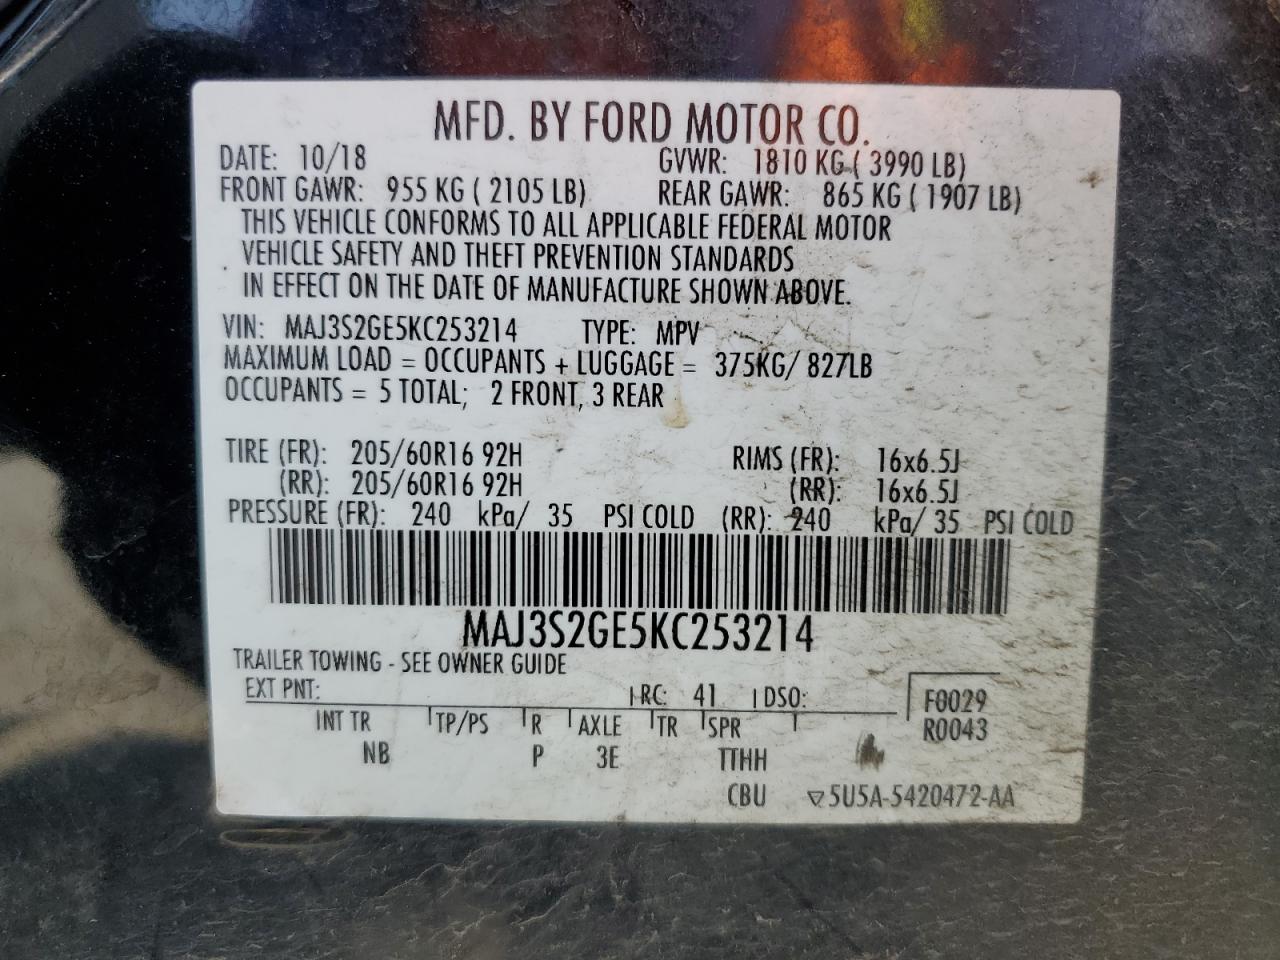 MFD. BY FORD MOTOR CO.
DATE: 10/18 GVWR: 1810 KG ( 3990 LB)
FRONT GAWR: 955 KG ( 2105 LB) REAR GAWR: 865 KG ( 1907 LB)
THIS VEHICLE CONFORMS TO ALL APPLICABLE FEDERAL MOTOR
VEHICLE SAFETY AND THEFT PREVENTION STANDARDS
IN EFFECT ON THE DATE OF MANUFACTURE SHOWN ABOVE.
VIN: MAJ3S2GE5KC253214 TYPE: MPV
MAXIMUM LOAD = OCCUPANTS + LUGGAGE = 375KG/ 827LB
OCCUPANTS = 5 TOTAL; 2 FRONT, 3 REAR
TIRE (FR): 205/60R16 92H RIMS (FR): 16x6.5J
(RR): 205/60R16 92H (RR): 16x6.5J
PRESSURE (FR): 240 kPa/ 35 PSI COLD (RR): 240 kPa/ 35 PSI COLD
MAJ3S2GE5KC253214
TRAILER TOWING - SEE OWNER GUIDE
EXT PNT: RC: 41 DSO: F0029
INT TR TP/PS R AXLE TR SPR R0043
NB P 3E TTHH
CBU ▽5U5A-5420472-AA